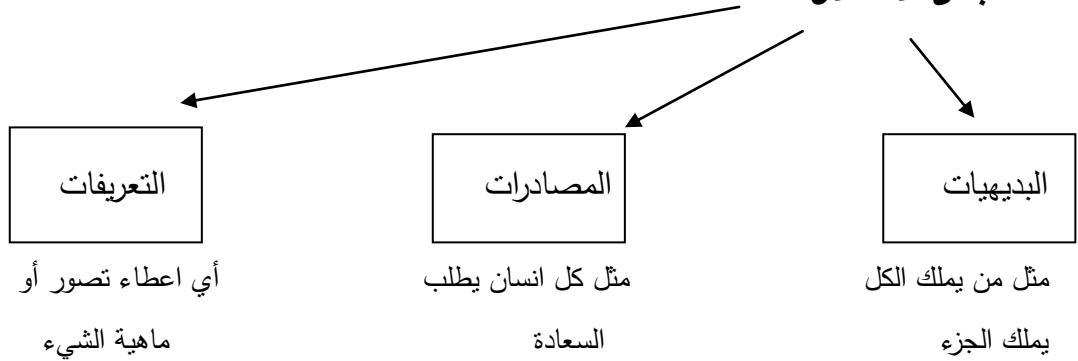 البديهيات
المصادرات
التعريفات
مثل من يملك الكل
يملك الجزء
مثل كل انسان يطلب
السعادة
أي اعطاء تصور أو
ماهية الشيء